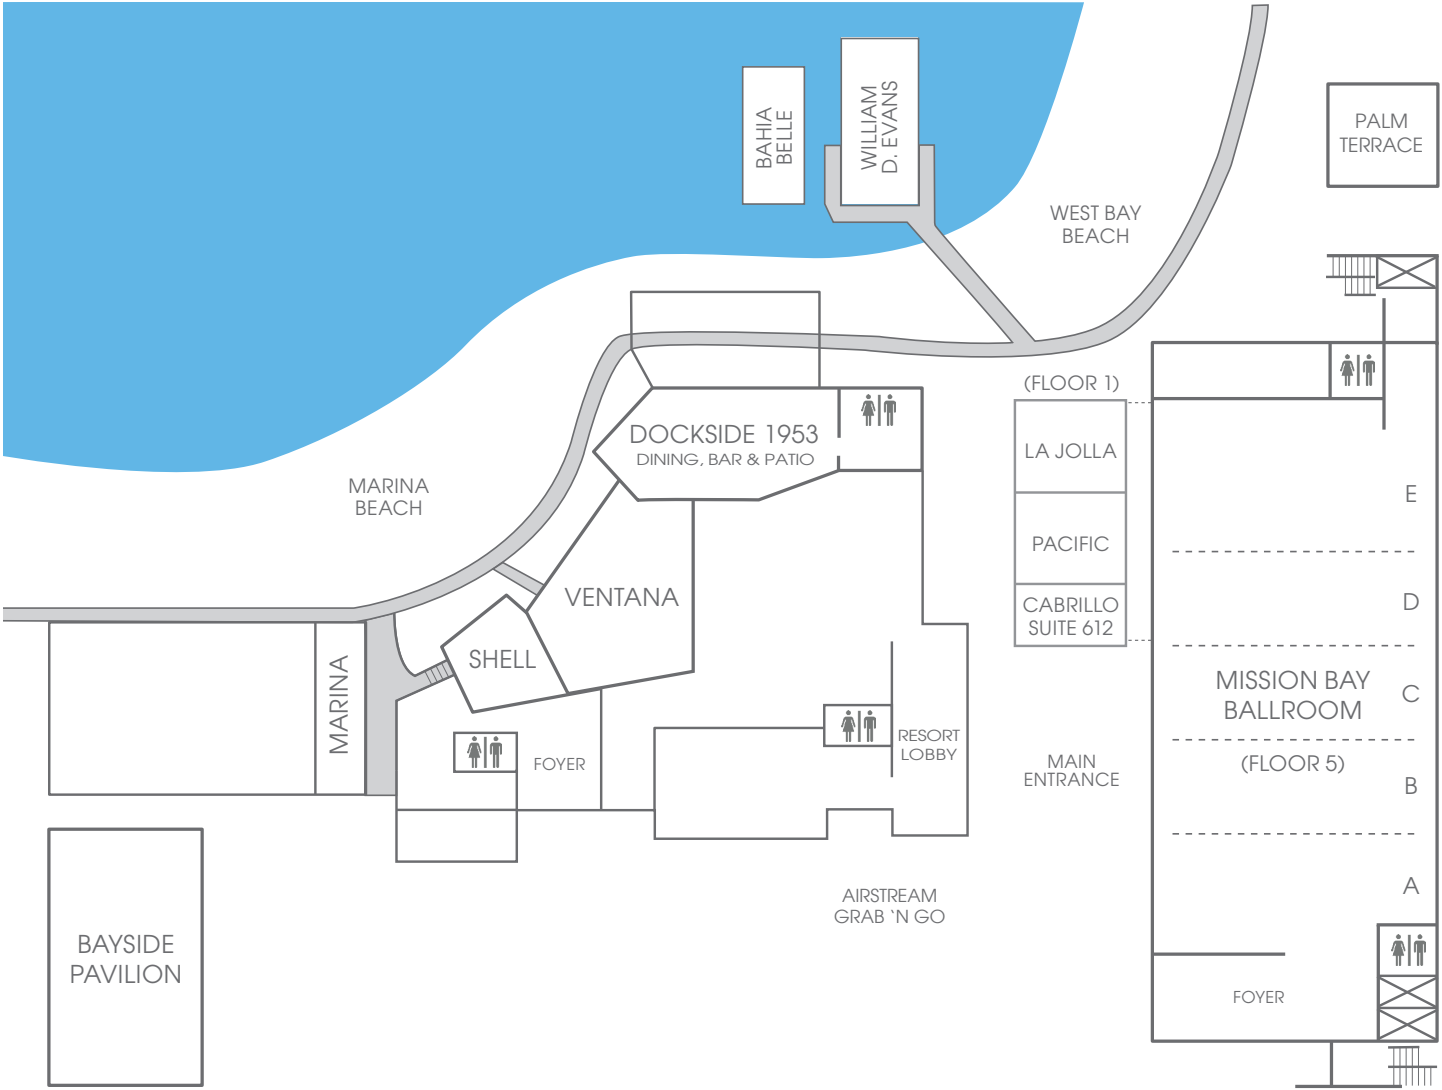 BAHIA
BELLE
WILLIAM
D. EVANS
PALM
TERRACE
WEST BAY
BEACH
(FLOOR 1)
DOCKSIDE 1953
DINING, BAR & PATIO
LA JOLLA
MARINA
BEACH
E
PACIFIC
VENTANA
CABRILLO
SUITE 612
D
SHELL
MARINA
MISSION BAY
BALLROOM
C
(FLOOR 5)
RESORT
LOBBY
FOYER
MAIN
ENTRANCE
B
A
AIRSTREAM
GRAB ‘N GO
BAYSIDE
PAVILION
FOYER